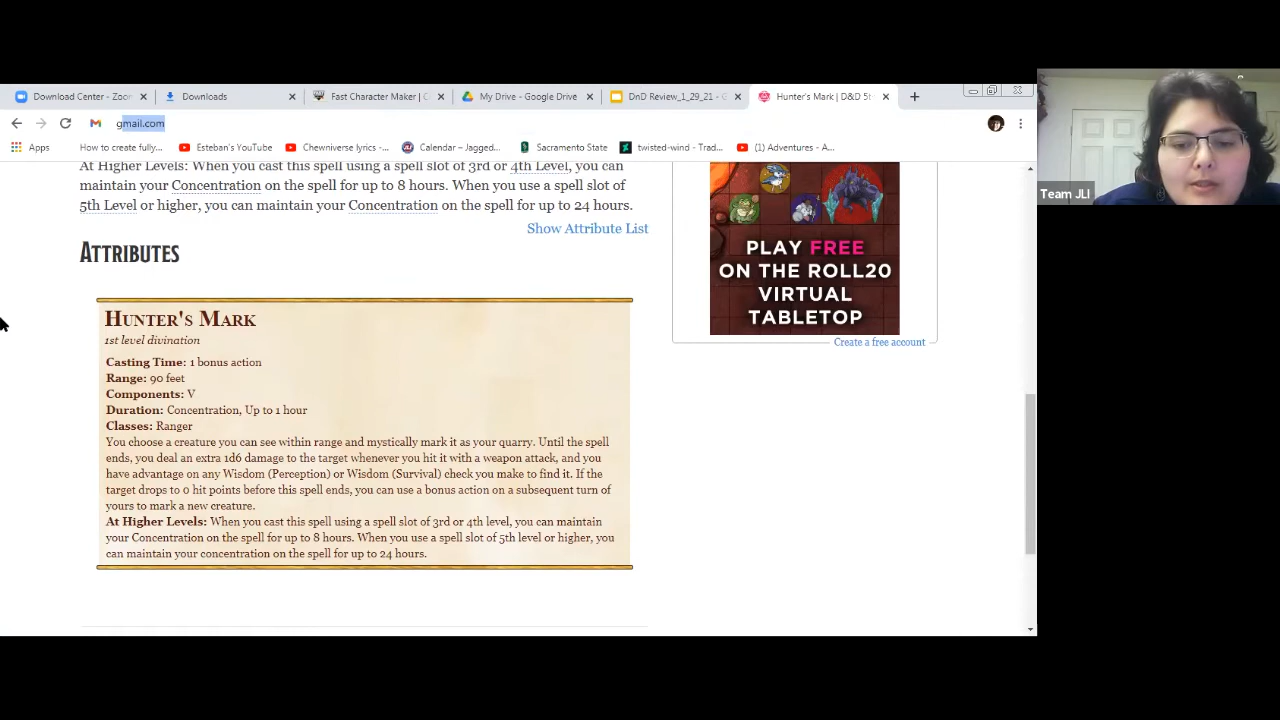 Download Center - Zoon
Downloads
Fast Character Maker | C
My Drive - Google Drive
DnD Review_1_29_21 - G
Hunter's Mark | D&D 5t
gmail.com
Apps
How to create fully...
Esteban's YouTube
Chewniverse lyrics -...
Calendar – Jagged...
Sacramento State
twisted-wind - Trad...
(1) Adventures - A...
At Higher Levels: When you cast this spell using a spell slot of 3rd or 4th Level, you can
maintain your Concentration on the spell for up to 8 hours. When you use a spell slot of
5th Level or higher, you can maintain your Concentration on the spell for up to 24 hours.
Show Attribute List
ATTRIBUTES
HUNTER'S MARK
1st level divination
Casting Time: 1 bonus action
Range: 90 feet
Components: V
Duration: Concentration, Up to 1 hour
Classes: Ranger
You choose a creature you can see within range and mystically mark it as your quarry. Until the spell
ends, you deal an extra 1d6 damage to the target whenever you hit it with a weapon attack, and you
have advantage on any Wisdom (Perception) or Wisdom (Survival) check you make to find it. If the
target drops to 0 hit points before this spell ends, you can use a bonus action on a subsequent turn of
yours to mark a new creature.
At Higher Levels: When you cast this spell using a spell slot of 3rd or 4th level, you can maintain
your Concentration on the spell for up to 8 hours. When you use a spell slot of 5th level or higher, you
can maintain your concentration on the spell for up to 24 hours.
PLAY FREE
ON THE ROLL20
VIRTUAL
TABLETOP
Create a free account
Team JLI